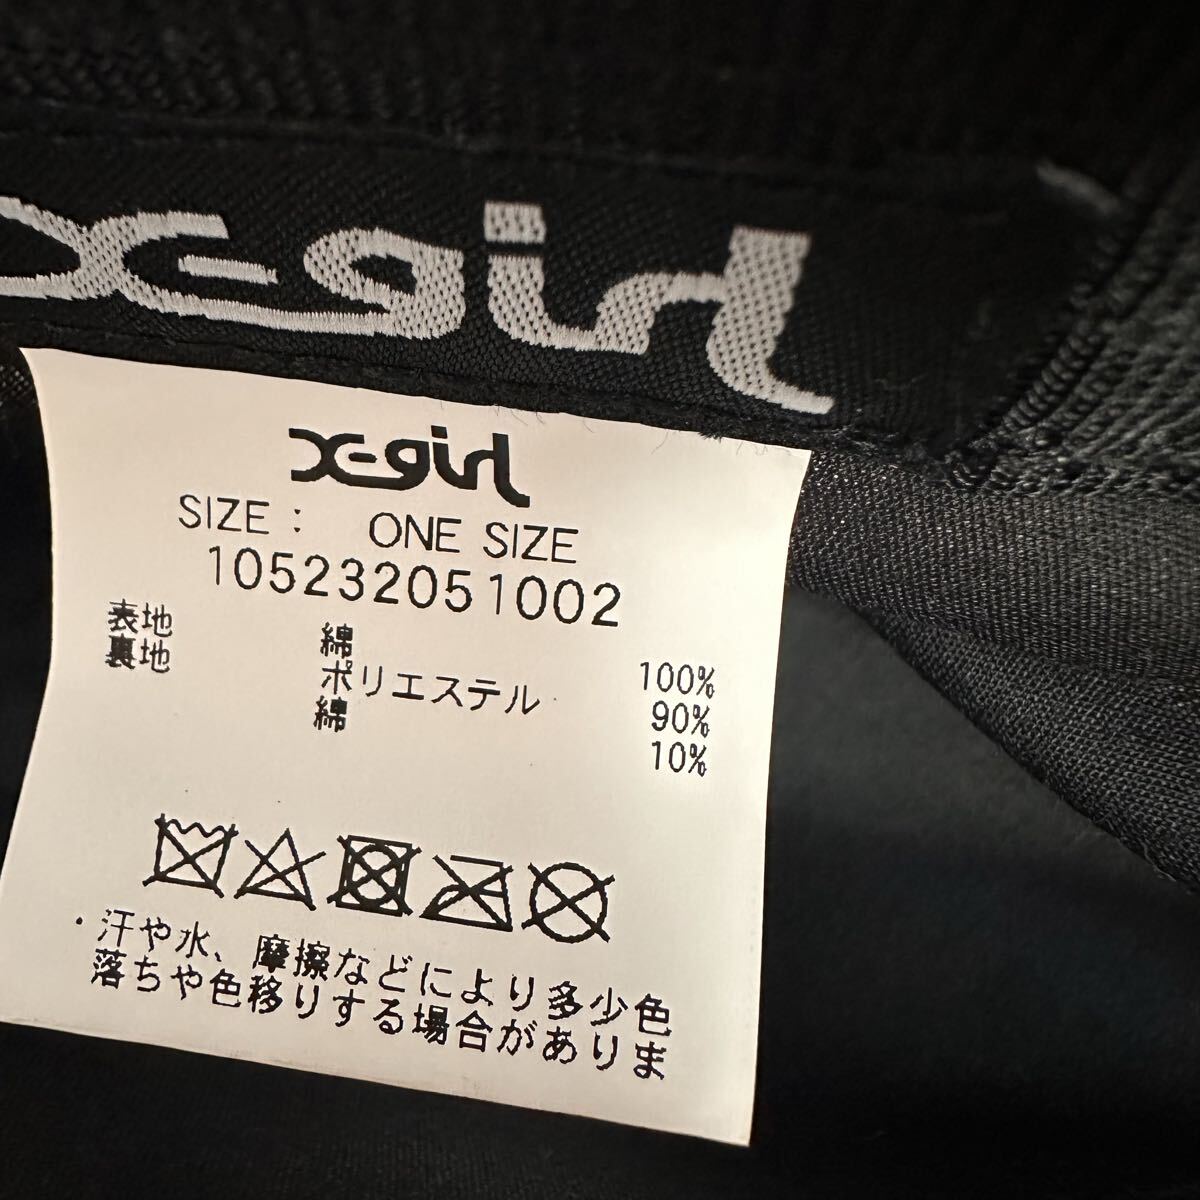 X-girl
X-girl
SIZE: ONE SIZE
105232051002
表地 綿 100%
裏地 ポリエステル 90%
綿 10%
・汗や水、摩擦などにより多少色
落ちや色移りする場合がありま